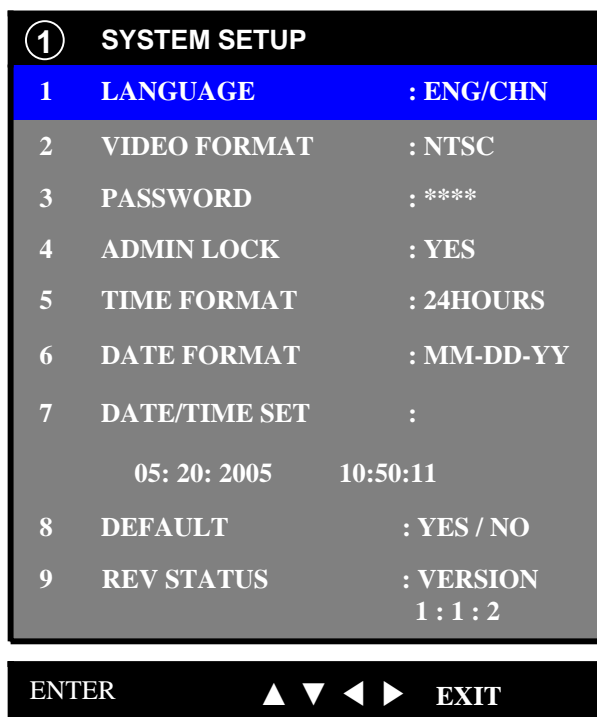 1 SYSTEM SETUP
1 LANGUAGE : ENG/CHN
2 VIDEO FORMAT : NTSC
3 PASSWORD : ****
4 ADMIN LOCK : YES
5 TIME FORMAT : 24HOURS
6 DATE FORMAT : MM-DD-YY
7 DATE/TIME SET :
05: 20: 2005 10:50:11
8 DEFAULT : YES / NO
9 REV STATUS : VERSION
1 : 1 : 2
ENTER ▲ ▼ ◀ ▶ EXIT